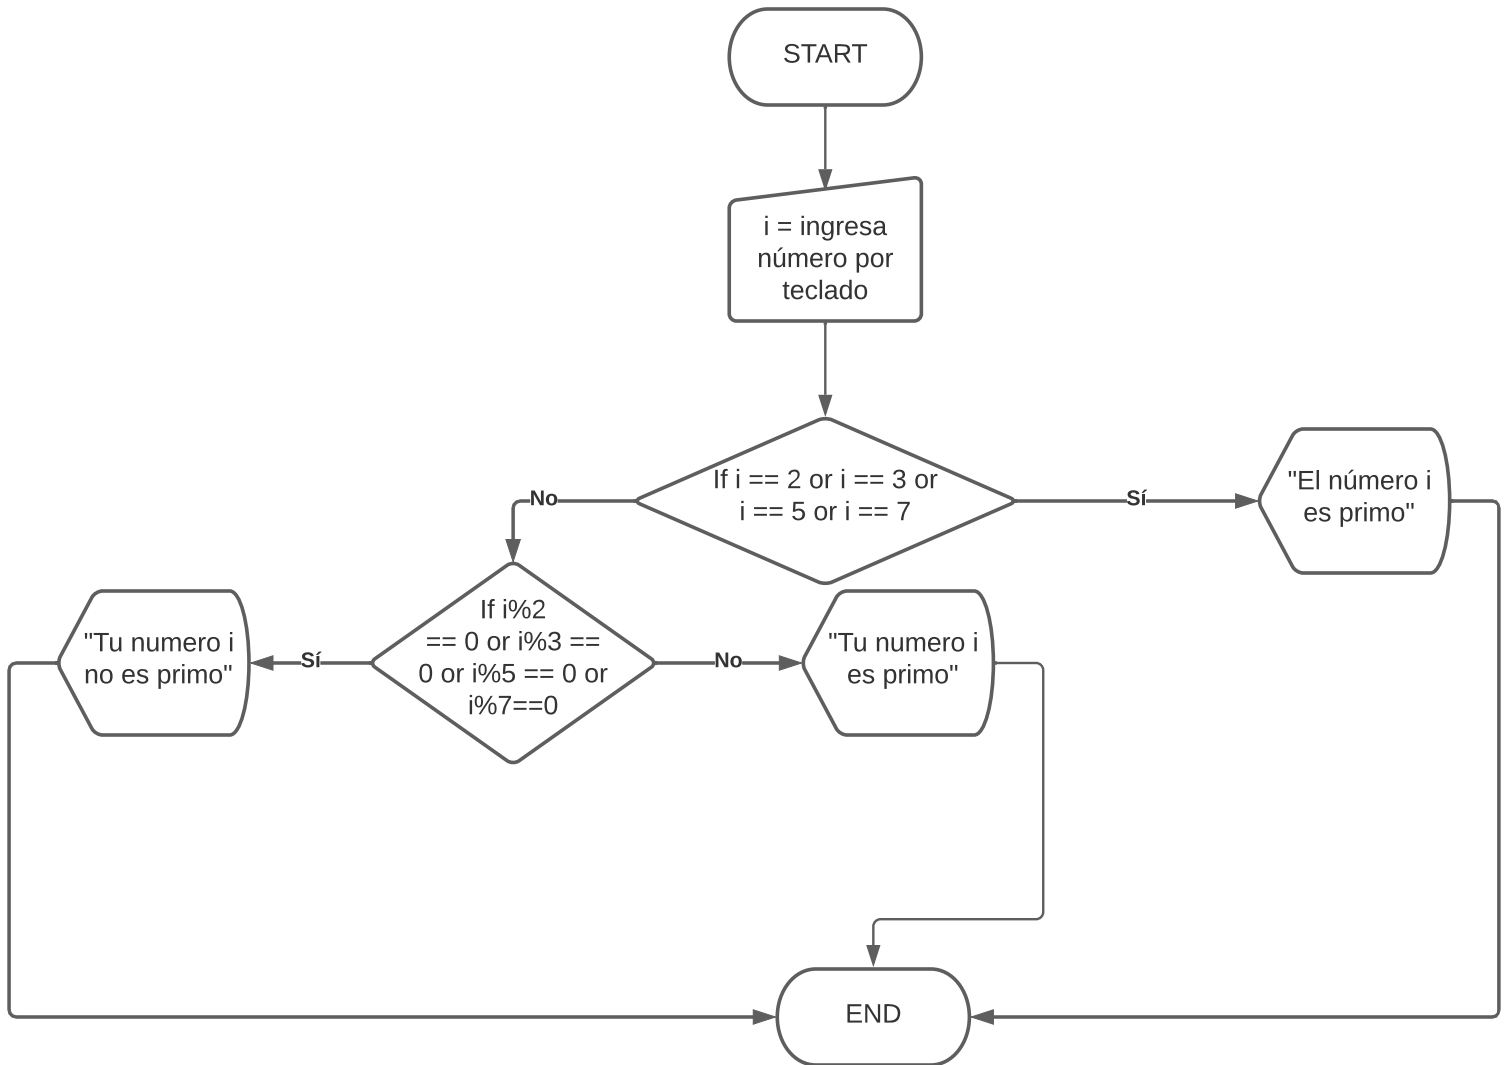 START
i = ingresa
número por
teclado
If i == 2 or i == 3 or
i == 5 or i == 7
No
Sí
"El número i
es primo"
If i%2
== 0 or i%3 ==
0 or i%5 == 0 or
i%7==0
Sí
"Tu numero i
no es primo"
No
"Tu numero i
es primo"
END